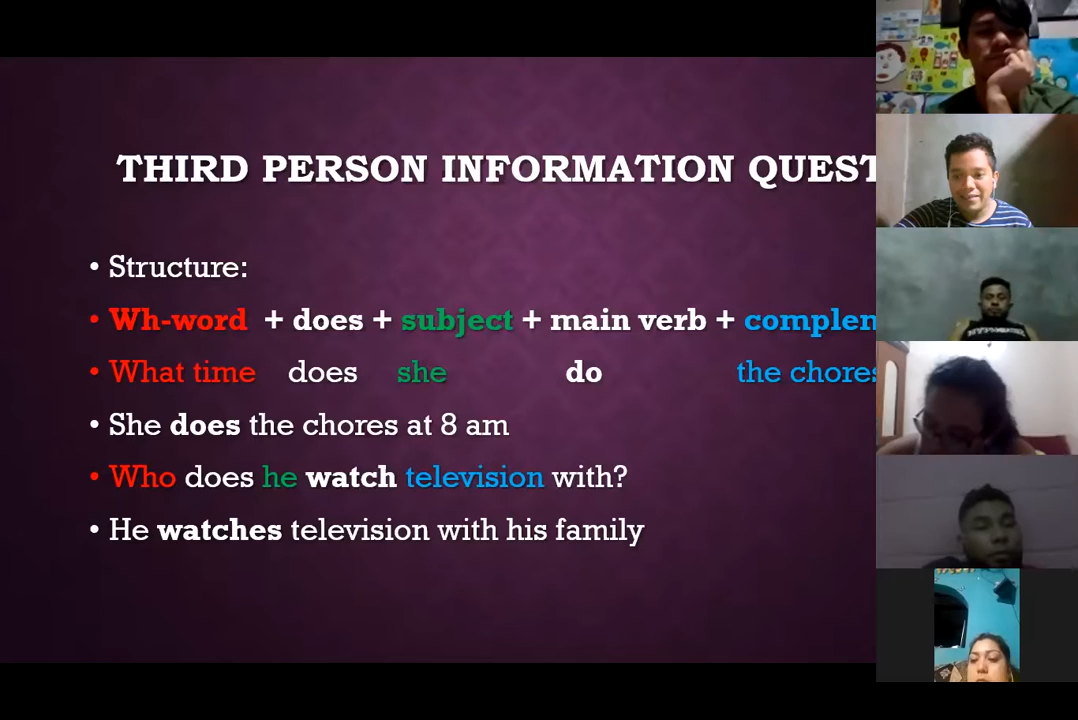 THIRD PERSON INFORMATION QUEST
• Structure:
• Wh-word + does + subject + main verb + complem
• What time does she do the chores
• She does the chores at 8 am
• Who does he watch television with?
• He watches television with his family